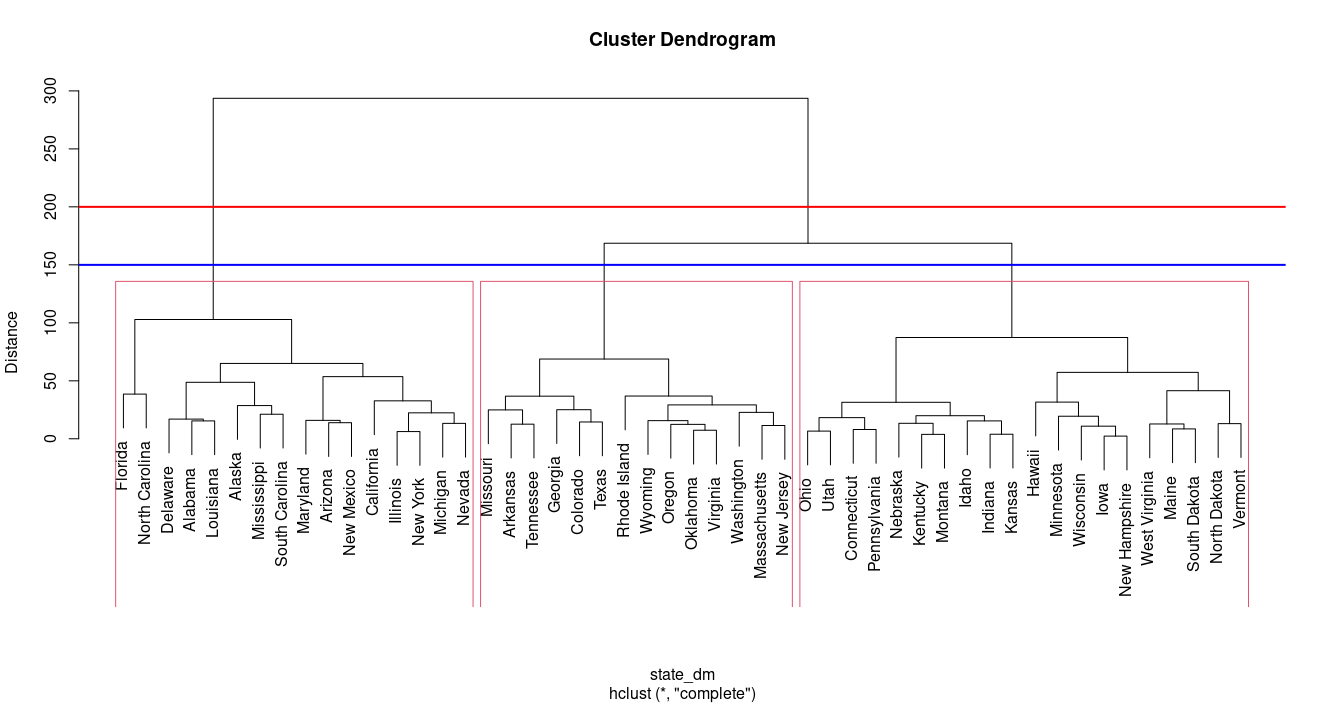 Cluster Dendrogram
300
250
200
150
100
50
0
Distance
Florida
North Carolina
Delaware
Alabama
Louisiana
Alaska
Mississippi
South Carolina
Maryland
Arizona
New Mexico
California
Illinois
New York
Michigan
Nevada
Missouri
Arkansas
Tennessee
Georgia
Colorado
Texas
Rhode Island
Wyoming
Oregon
Oklahoma
Virginia
Washington
Massachusetts
New Jersey
Ohio
Utah
Connecticut
Pennsylvania
Nebraska
Kentucky
Montana
Idaho
Indiana
Kansas
Hawaii
Minnesota
Wisconsin
Iowa
New Hampshire
West Virginia
Maine
South Dakota
North Dakota
Vermont
state_dm
hclust (*, "complete")